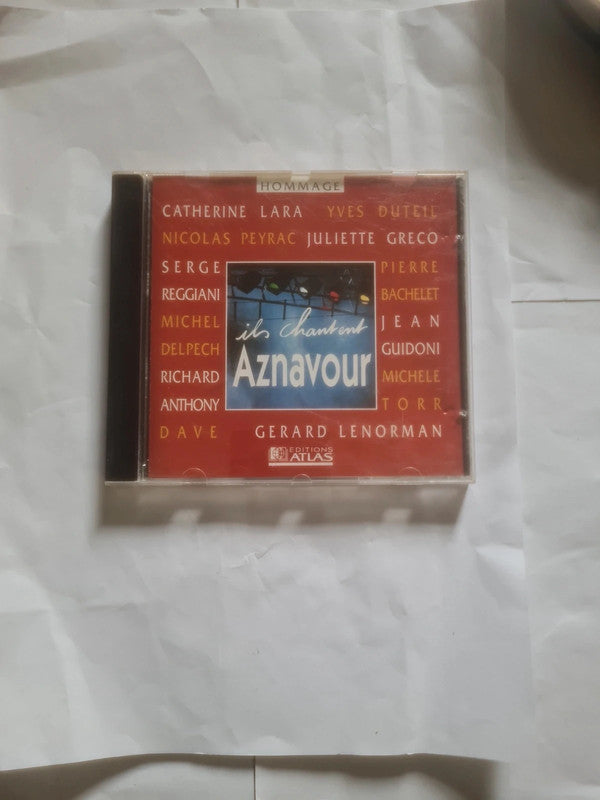 HOMMAGE
CATHERINE LARA YVES DUTEIL
NICOLAS PEYRAC JULIETTE GRECO
SERGE
REGGIANI
MICHEL
DELPECH
RICHARD
ANTHONY
DAVE
ils chantent
Aznavour
PIERRE
BACHELET
JEAN
GUIDONI
MICHELE
TORR
GERARD LENORMAN
EDITIONS
ATLAS